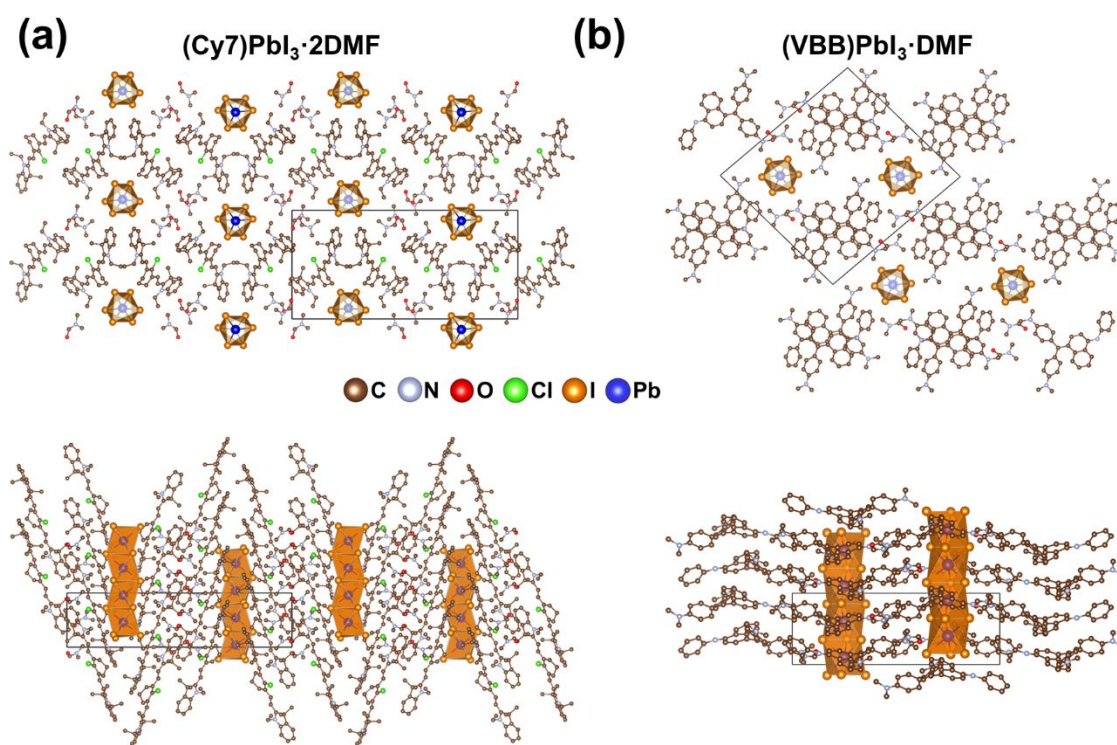 (a)
(Cy7)PbI₃·2DMF
(b)
(VBB)PbI₃·DMF
C N O Cl I Pb